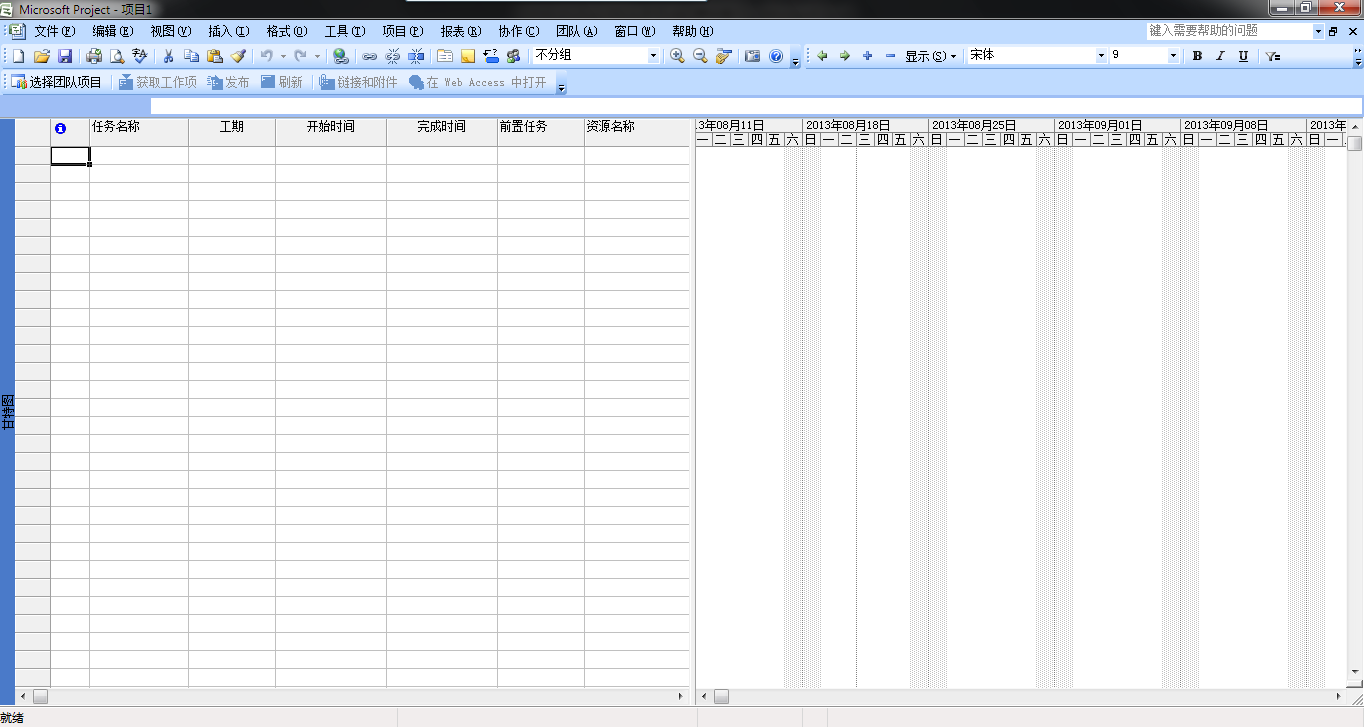 Microsoft Project - 项目1
文件(F) 编辑(E) 视图(V) 插入(I) 格式(O) 工具(T) 项目(P) 报表(R) 协作(C) 团队(A) 窗口(W) 帮助(H) 键入需要帮助的问题
不分组 显示(S) 宋体 9 B I U
选择团队项目 获取工作项 发布 刷新 链接和附件 在 Web Access 中打开
任务名称 工期 开始时间 完成时间 前置任务 资源名称
13年08月11日 2013年08月18日 2013年08月25日 2013年09月01日 2013年09月08日 2013年
一 二 三 四 五 六 日 一 二 三 四 五 六 日 一 二 三 四 五 六 日 一 二 三 四 五 六 日 一 二 三 四 五 六 日 一
甘特图
就绪